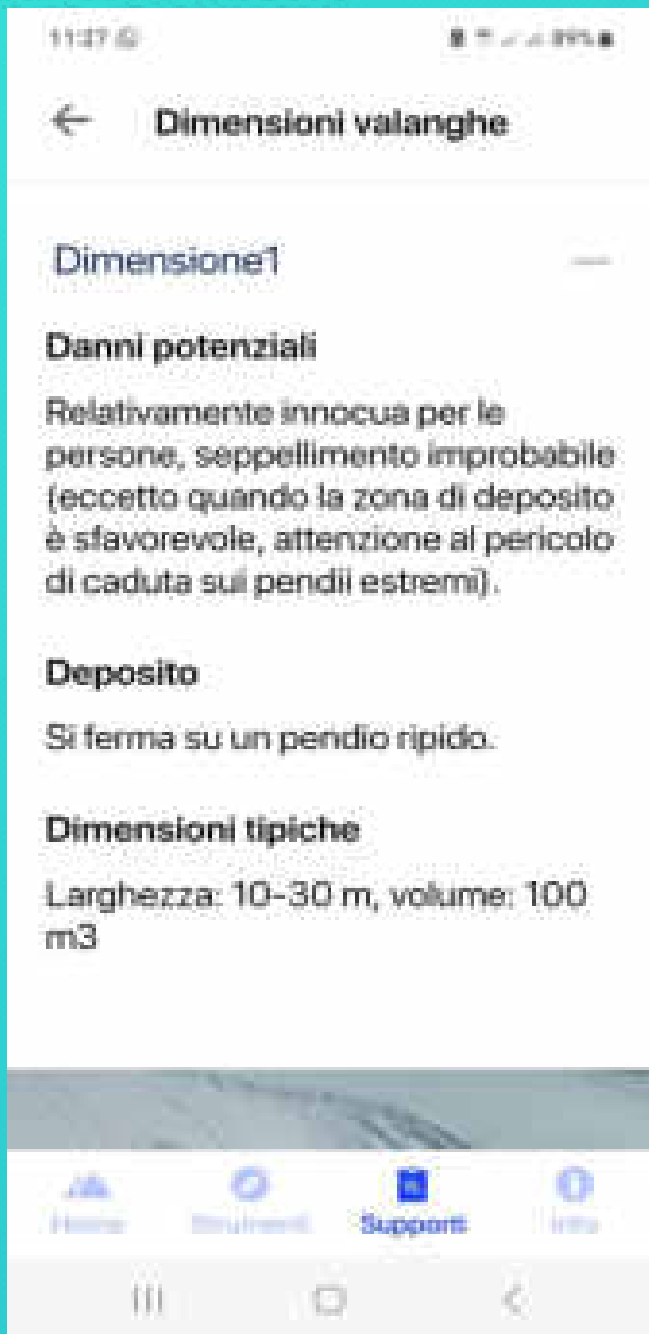 11:27
89%
Dimensioni valanghe
Dimensione1
Danni potenziali
Relativamente innocua per le
persone, seppellimento improbabile
(eccetto quando la zona di deposito
è sfavorevole, attenzione al pericolo
di caduta sui pendii estremi).
Deposito
Si ferma su un pendio ripido.
Dimensioni tipiche
Larghezza: 10-30 m, volume: 100
m3
Home Strumenti Supporti Info